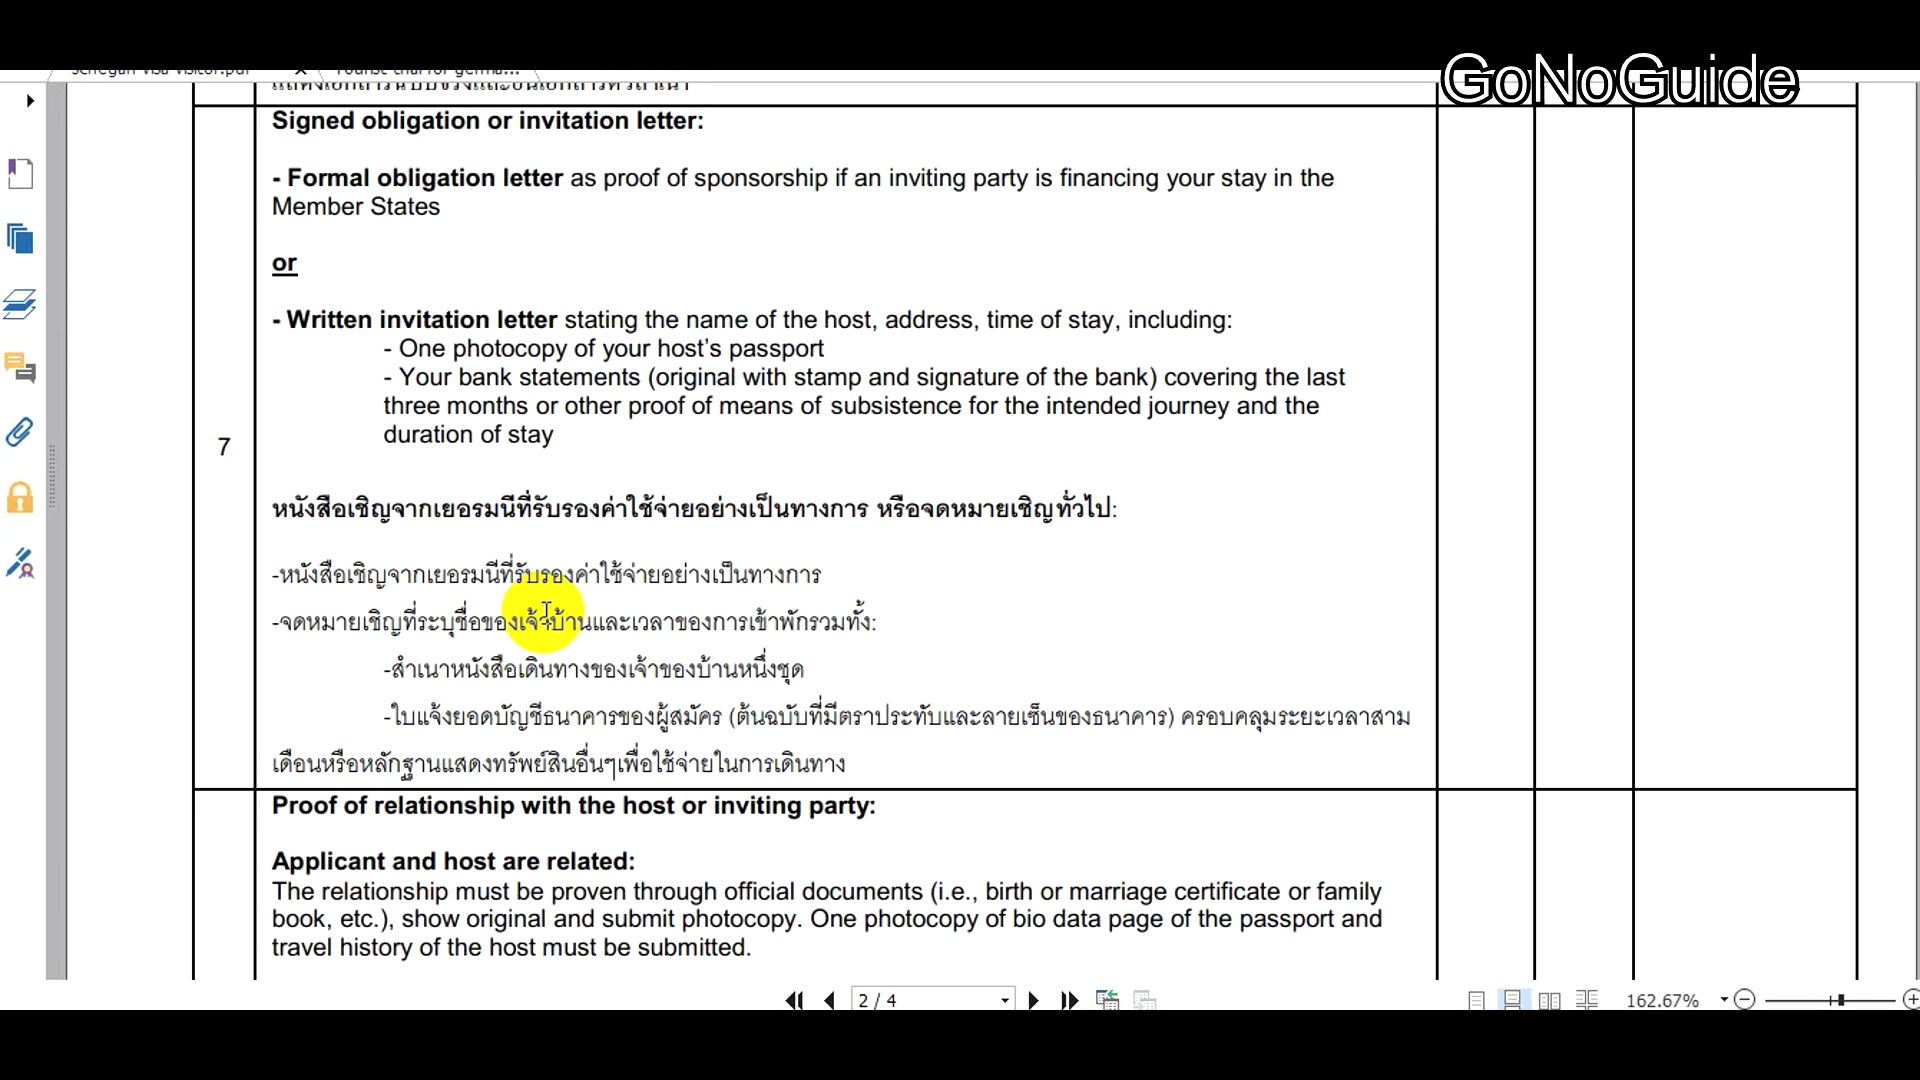 GoNoGuide
Signed obligation or invitation letter:
- Formal obligation letter as proof of sponsorship if an inviting party is financing your stay in the
Member States
or
- Written invitation letter stating the name of the host, address, time of stay, including:
- One photocopy of your host's passport
- Your bank statements (original with stamp and signature of the bank) covering the last
three months or other proof of means of subsistence for the intended journey and the
duration of stay
7
หนังสือเชิญจากเยอรมนีที่รับรองค่าใช้จ่ายอย่างเป็นทางการ หรือจดหมายเชิญทั่วไป:
-หนังสือเชิญจากเยอรมนีที่รับรองค่าใช้จ่ายอย่างเป็นทางการ
-จดหมายเชิญที่ระบุชื่อของเจ้าบ้านและเวลาของการเข้าพักรวมทั้ง:
-สำเนาหนังสือเดินทางของเจ้าของบ้านหนึ่งชุด
-ใบแจ้งยอดบัญชีธนาคารของผู้สมัคร (ต้นฉบับที่มีตราประทับและลายเซ็นของธนาคาร) ครอบคลุมระยะเวลาสาม
เดือนหรือหลักฐานแสดงทรัพย์สินอื่นๆเพื่อใช้จ่ายในการเดินทาง
Proof of relationship with the host or inviting party:
Applicant and host are related:
The relationship must be proven through official documents (i.e., birth or marriage certificate or family
book, etc.), show original and submit photocopy. One photocopy of bio data page of the passport and
travel history of the host must be submitted.
2 / 4
162.67%